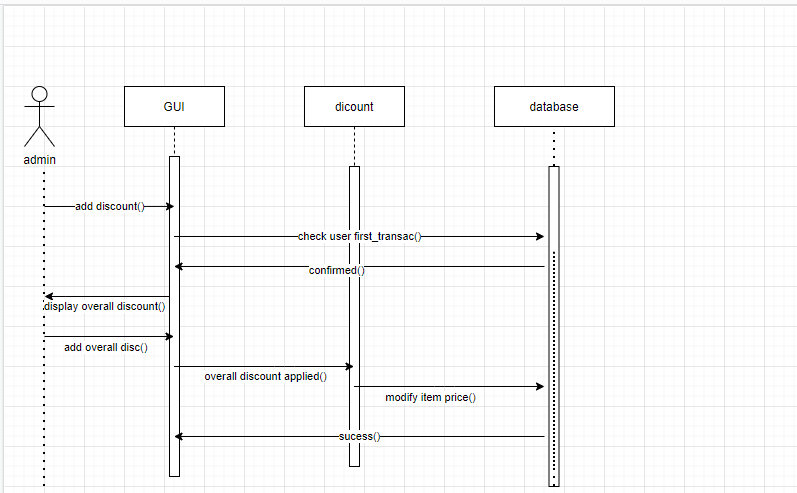 GUI
dicount
database
admin
add discount()
check user first_transac()
confirmed()
display overall discount()
add overall disc()
overall discount applied()
modify item price()
sucess()